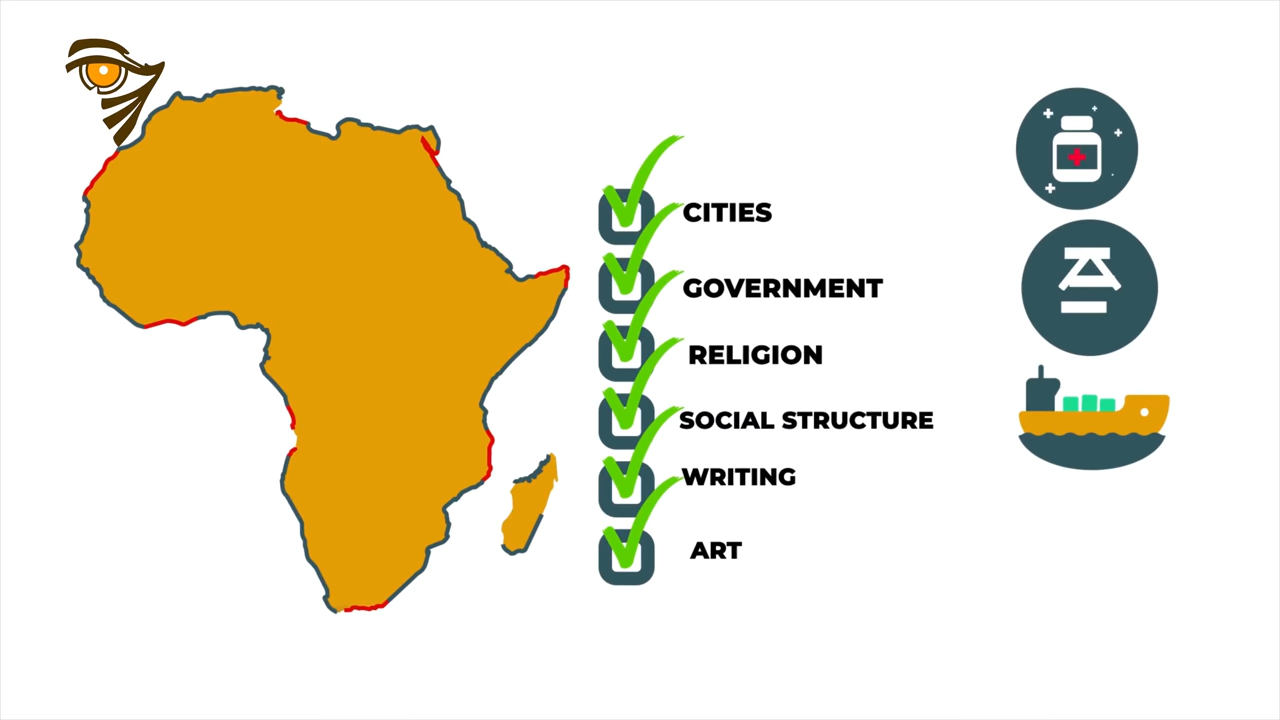 CITIES
GOVERNMENT
RELIGION
SOCIAL STRUCTURE
WRITING
ART